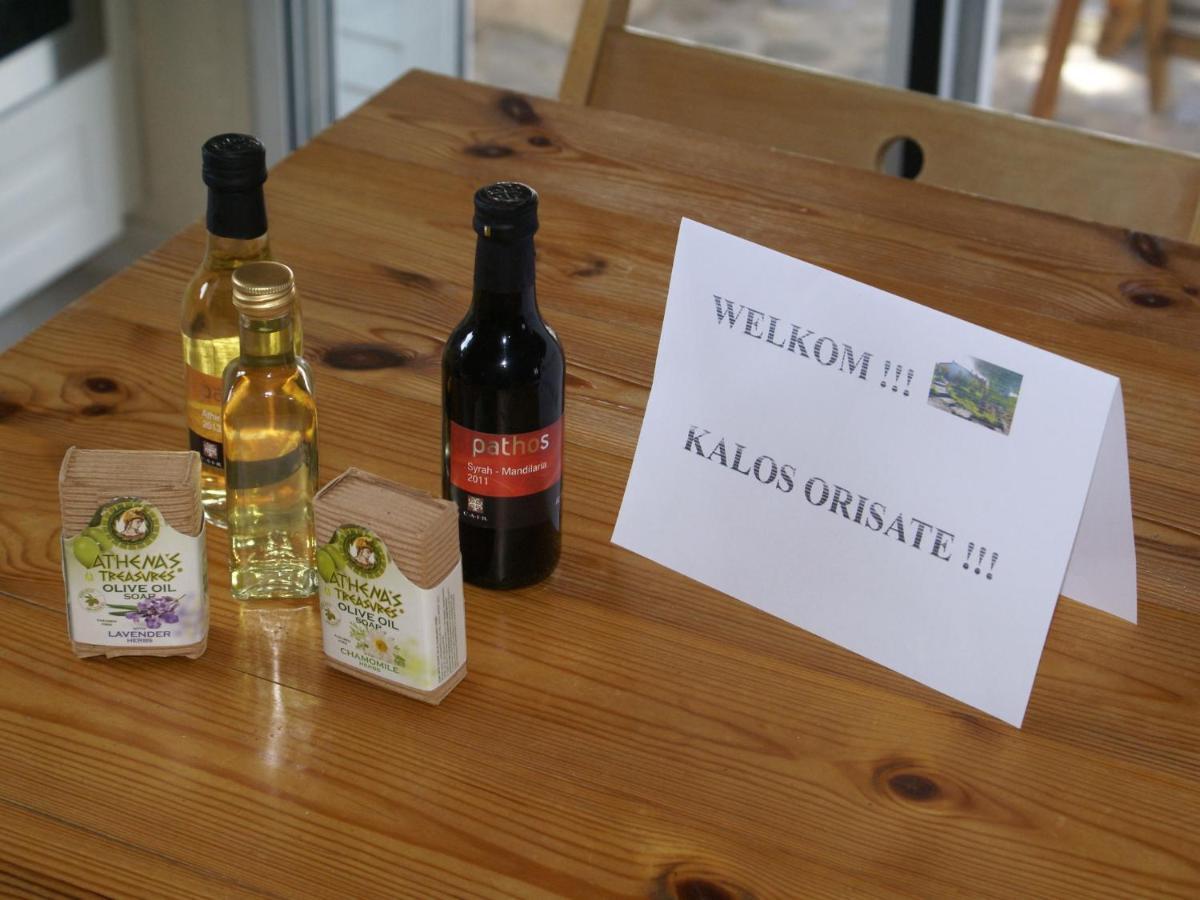 WELKOM !!!
KALOS ORISATE !!!
pathos
Syrah - Mandilaria
2011
C·A·I·R
2013
ATHENA'S
TREASURES
OLIVE OIL
SOAP
LAVENDER
HERBS
ATHENA'S
TREASURES
OLIVE OIL
SOAP
CHAMOMILE
HERBS